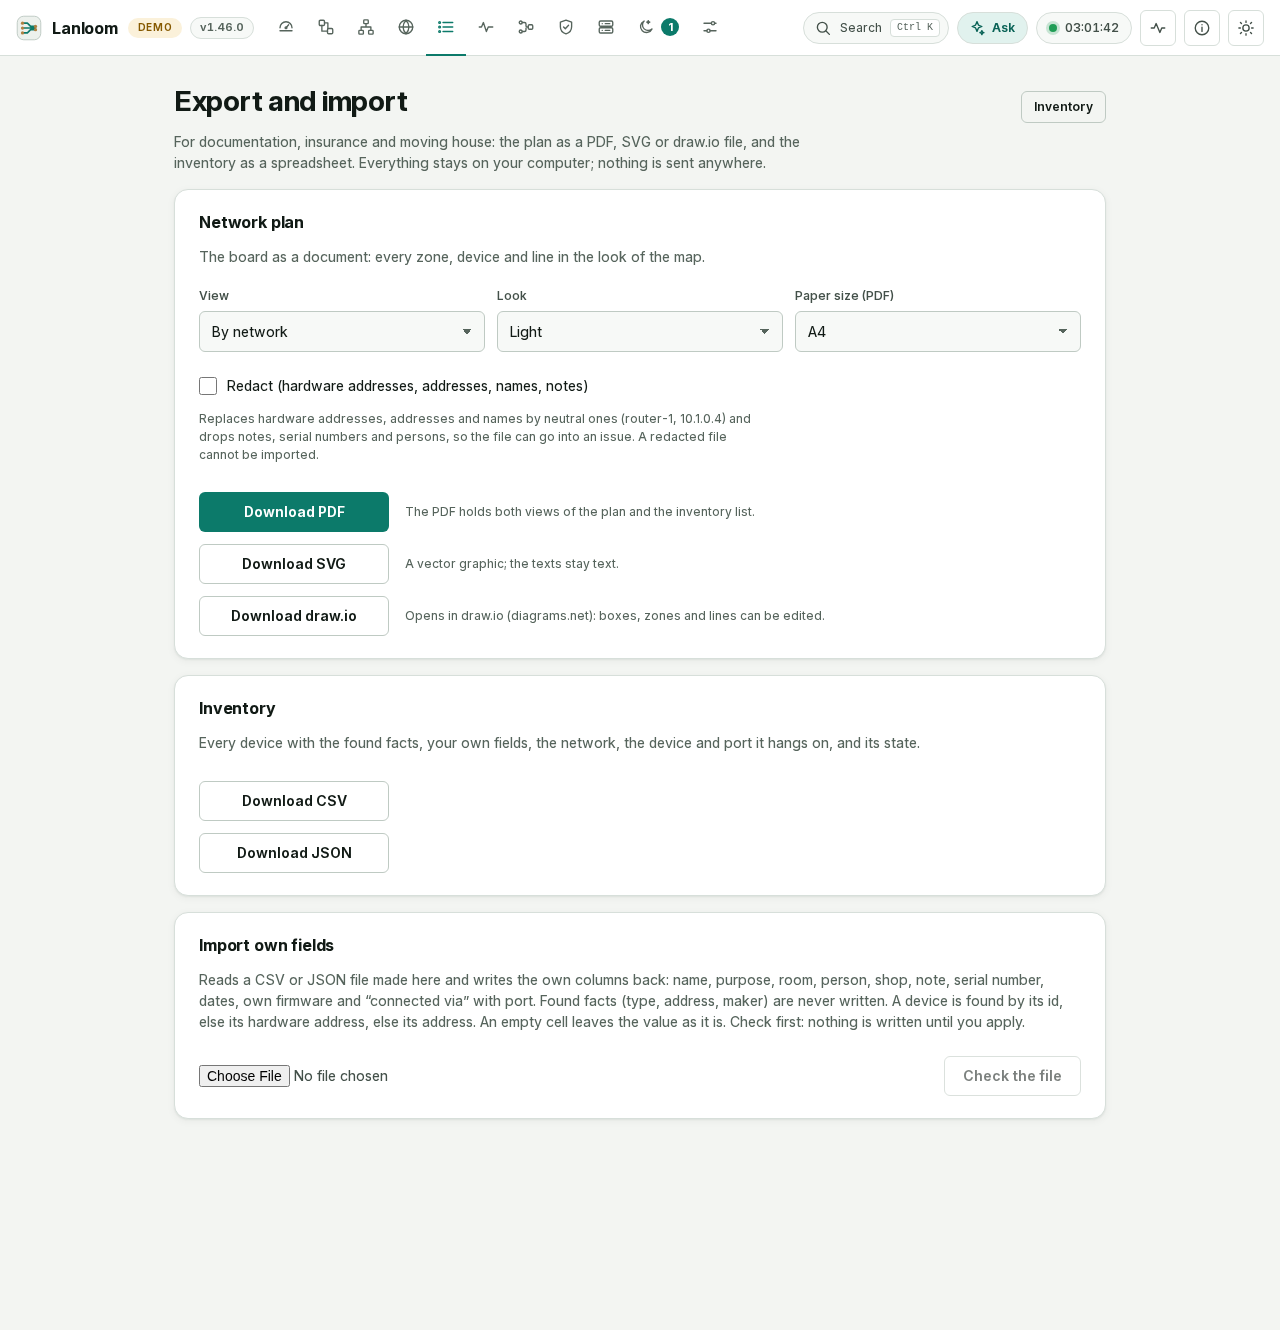 Lanloom DEMO v1.46.0 1 Search Ctrl K Ask 03:01:42
Export and import
Inventory
For documentation, insurance and moving house: the plan as a PDF, SVG or draw.io file, and the
inventory as a spreadsheet. Everything stays on your computer; nothing is sent anywhere.
Network plan
The board as a document: every zone, device and line in the look of the map.
View Look Paper size (PDF)
By network Light A4
Redact (hardware addresses, addresses, names, notes)
Replaces hardware addresses, addresses and names by neutral ones (router-1, 10.1.0.4) and
drops notes, serial numbers and persons, so the file can go into an issue. A redacted file
cannot be imported.
Download PDF The PDF holds both views of the plan and the inventory list.
Download SVG A vector graphic; the texts stay text.
Download draw.io Opens in draw.io (diagrams.net): boxes, zones and lines can be edited.
Inventory
Every device with the found facts, your own fields, the network, the device and port it hangs on, and its state.
Download CSV
Download JSON
Import own fields
Reads a CSV or JSON file made here and writes the own columns back: name, purpose, room, person, shop, note, serial number,
dates, own firmware and “connected via” with port. Found facts (type, address, maker) are never written. A device is found by its id,
else its hardware address, else its address. An empty cell leaves the value as it is. Check first: nothing is written until you apply.
Choose File No file chosen Check the file